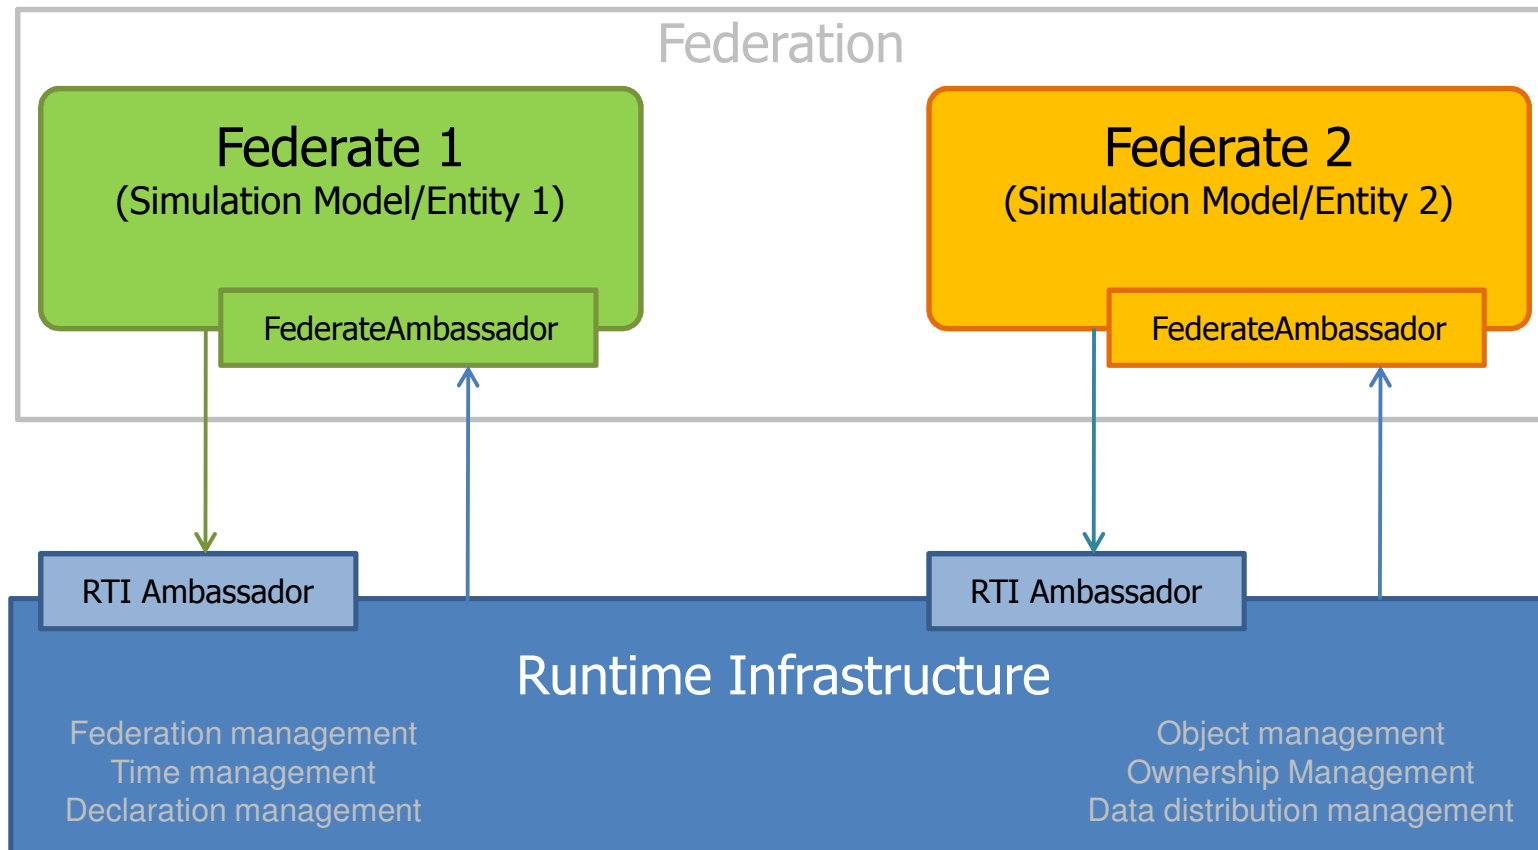 Federation
Federate 1
(Simulation Model/Entity 1)
FederateAmbassador
Federate 2
(Simulation Model/Entity 2)
FederateAmbassador
RTI Ambassador
RTI Ambassador
Runtime Infrastructure
Federation management
Time management
Declaration management
Object management
Ownership Management
Data distribution management